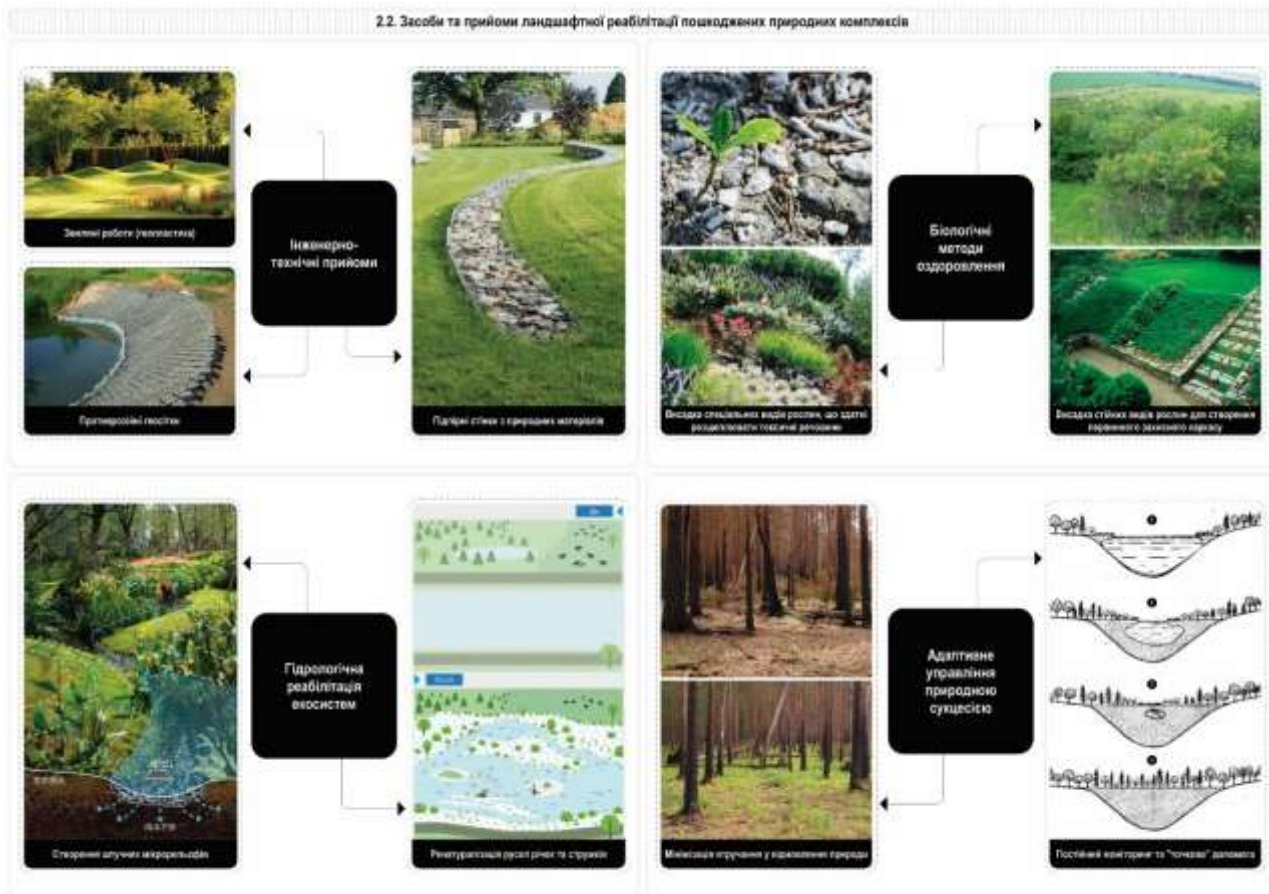 2.2. Засоби та прийоми ландшафтної реабілітації пошкоджених природних комплексів
Інженерно-
технічні прийоми
Земляні роботи (геопластика)
Протиерозійні геосітки
Підпірні стінки з природних матеріалів
Біологічні
методи
оздоровлення
Висадка спеціальних видів рослин, що здатні
розщеплювати токсичні речовини
Висадка стійких видів рослин для створення
первинного захисного каркасу
Гідрологічна
реабілітація
екосистем
Створення штучних мікрорельєфів
Ренатуралізація русел річок та струмків
Адаптивне
управління
природною
сукцесією
Мінімізація втручання у відновлення природи
Постійний моніторинг та "точкова" допомога